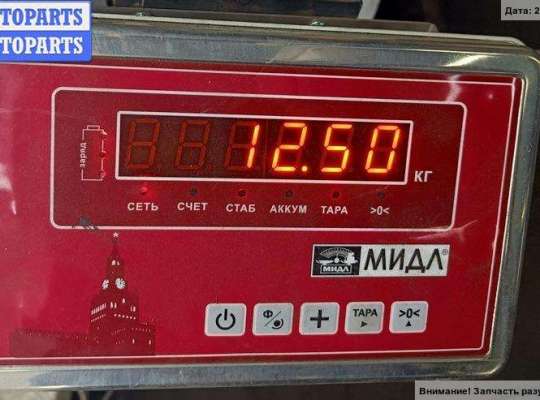 TOPARTS
TOPARTS
Дата: 2
заряд
12.50
КГ
СЕТЬ СЧЕТ СТАБ АККУМ ТАРА >0<
МИДЛ МИДЛ®
Ф ТАРА >0<
Внимание! Запчасть разу